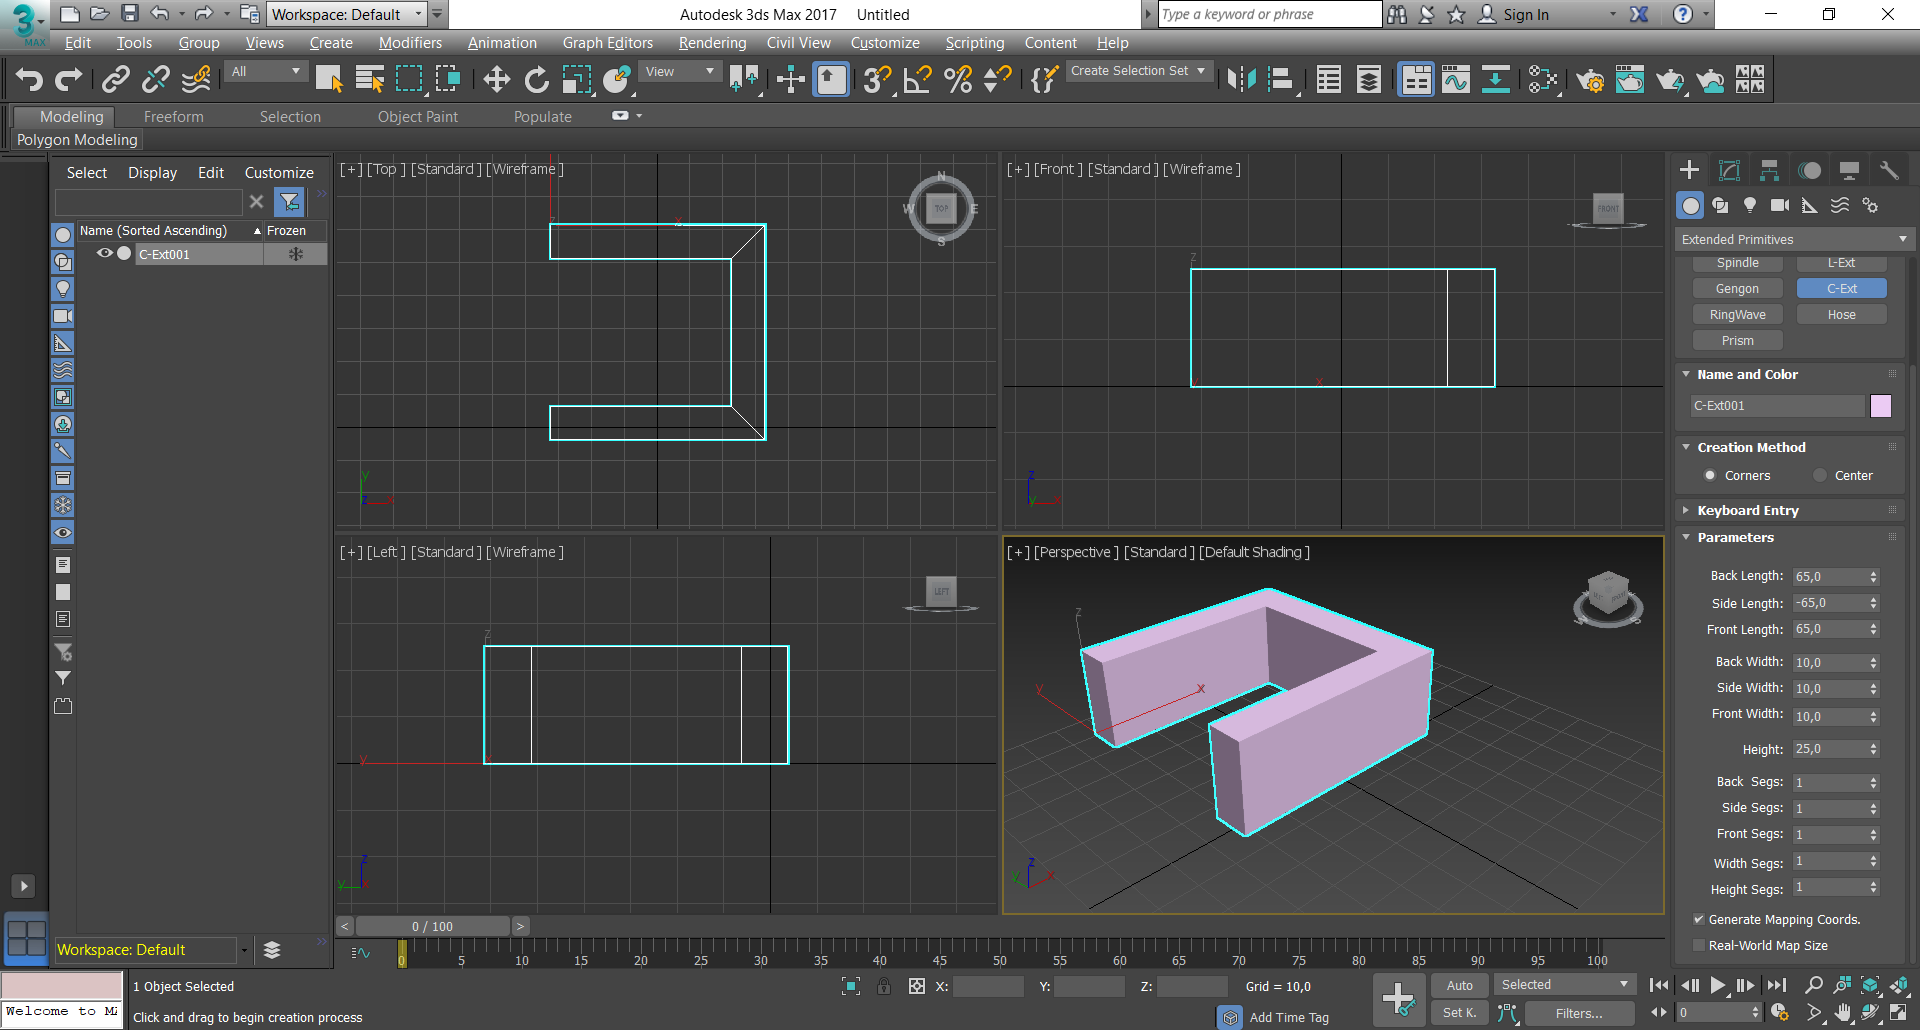 Workspace: Default
Autodesk 3ds Max 2017 Untitled
Type a keyword or phrase
Sign In
3
MAX
Edit Tools Group Views Create Modifiers Animation Graph Editors Rendering Civil View Customize Scripting Content Help
All
View
Create Selection Set
Modeling Freeform Selection Object Paint Populate
Polygon Modeling
Select Display Edit Customize
Name (Sorted Ascending) Frozen
C-Ext001
[+] [Top ] [Standard ] [Wireframe ]
N
W TOP E
S
x
y
z x
[+] [Front ] [Standard ] [Wireframe ]
FRONT
z
x
z
y x
[+] [Left ] [Standard ] [Wireframe ]
LEFT
z
y
z
y x
[+] [Perspective ] [Standard ] [Default Shading ]
z
y x
z
y x
Extended Primitives
Spindle L-Ext
Gengon C-Ext
RingWave Hose
Prism
Name and Color
C-Ext001
Creation Method
Corners Center
Keyboard Entry
Parameters
Back Length: 65,0
Side Length: -65,0
Front Length: 65,0
Back Width: 10,0
Side Width: 10,0
Front Width: 10,0
Height: 25,0
Back Segs: 1
Side Segs: 1
Front Segs: 1
Width Segs: 1
Height Segs: 1
Generate Mapping Coords.
Real-World Map Size
< 0 / 100 >
Workspace: Default
0 5 10 15 20 25 30 35 40 45 50 55 60 65 70 75 80 85 90 95 100
1 Object Selected
X: Y: Z: Grid = 10,0
Auto Selected
Welcome to
Click and drag to begin creation process
Add Time Tag
Set K. Filters...
0